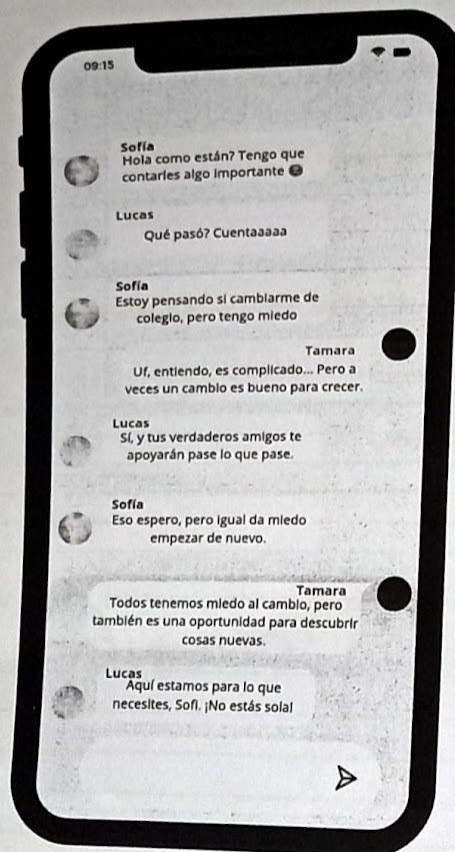 09:15
Sofía
Hola como están? Tengo que
contarles algo importante
Lucas
Qué pasó? Cuentaaaaa
Sofía
Estoy pensando si cambiarme de
colegio, pero tengo miedo
Tamara
Uf, entiendo, es complicado... Pero a
veces un cambio es bueno para crecer.
Lucas
Sí, y tus verdaderos amigos te
apoyarán pase lo que pase.
Sofía
Eso espero, pero igual da miedo
empezar de nuevo.
Tamara
Todos tenemos miedo al cambio, pero
también es una oportunidad para descubrir
cosas nuevas.
Lucas
Aquí estamos para lo que
necesites, Sofi. ¡No estás sola!